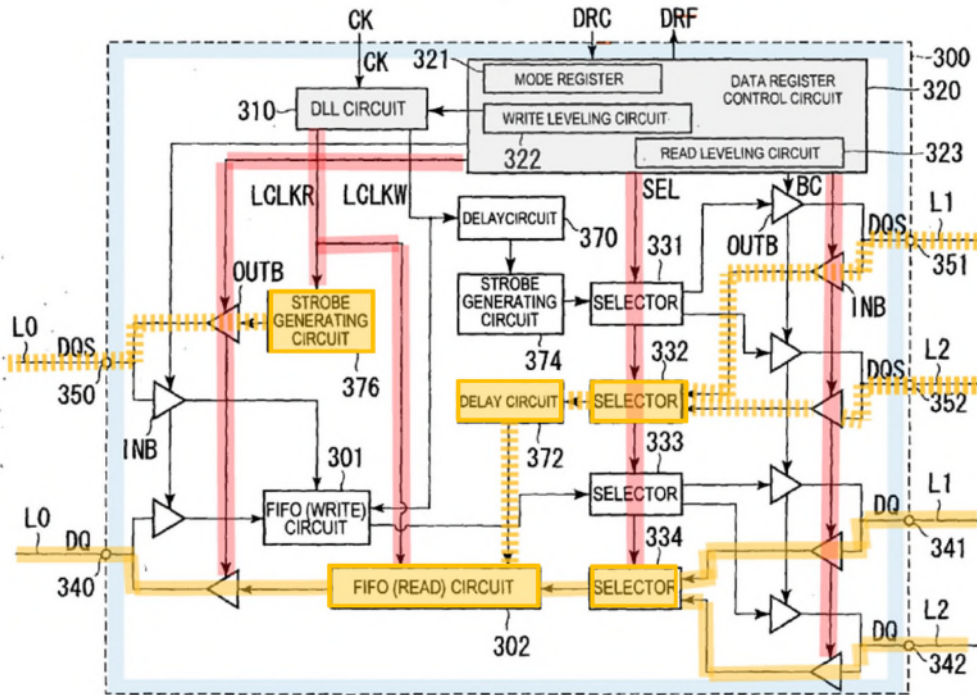 CK
DRC
DRF
CK
321
MODE REGISTER
DATA REGISTER
CONTROL CIRCUIT
300
320
310
DLL CIRCUIT
WRITE LEVELING CIRCUIT
322
READ LEVELING CIRCUIT
323
LCLKR
LCLKW
SEL
BC
L1
DELAYCIRCUIT
370
331
OUTB
DQS
351
OUTB
STROBE
GENERATING
CIRCUIT
376
STROBE
GENERATING
CIRCUIT
374
SELECTOR
INB
L0
DQS
350
332
L2
DQS
352
INB
DELAY CIRCUIT
372
SELECTOR
301
333
FIFO (WRITE)
CIRCUIT
SELECTOR
L1
L0
DQ
340
334
DQ
341
FIFO (READ) CIRCUIT
302
SELECTOR
L2
DQ
342